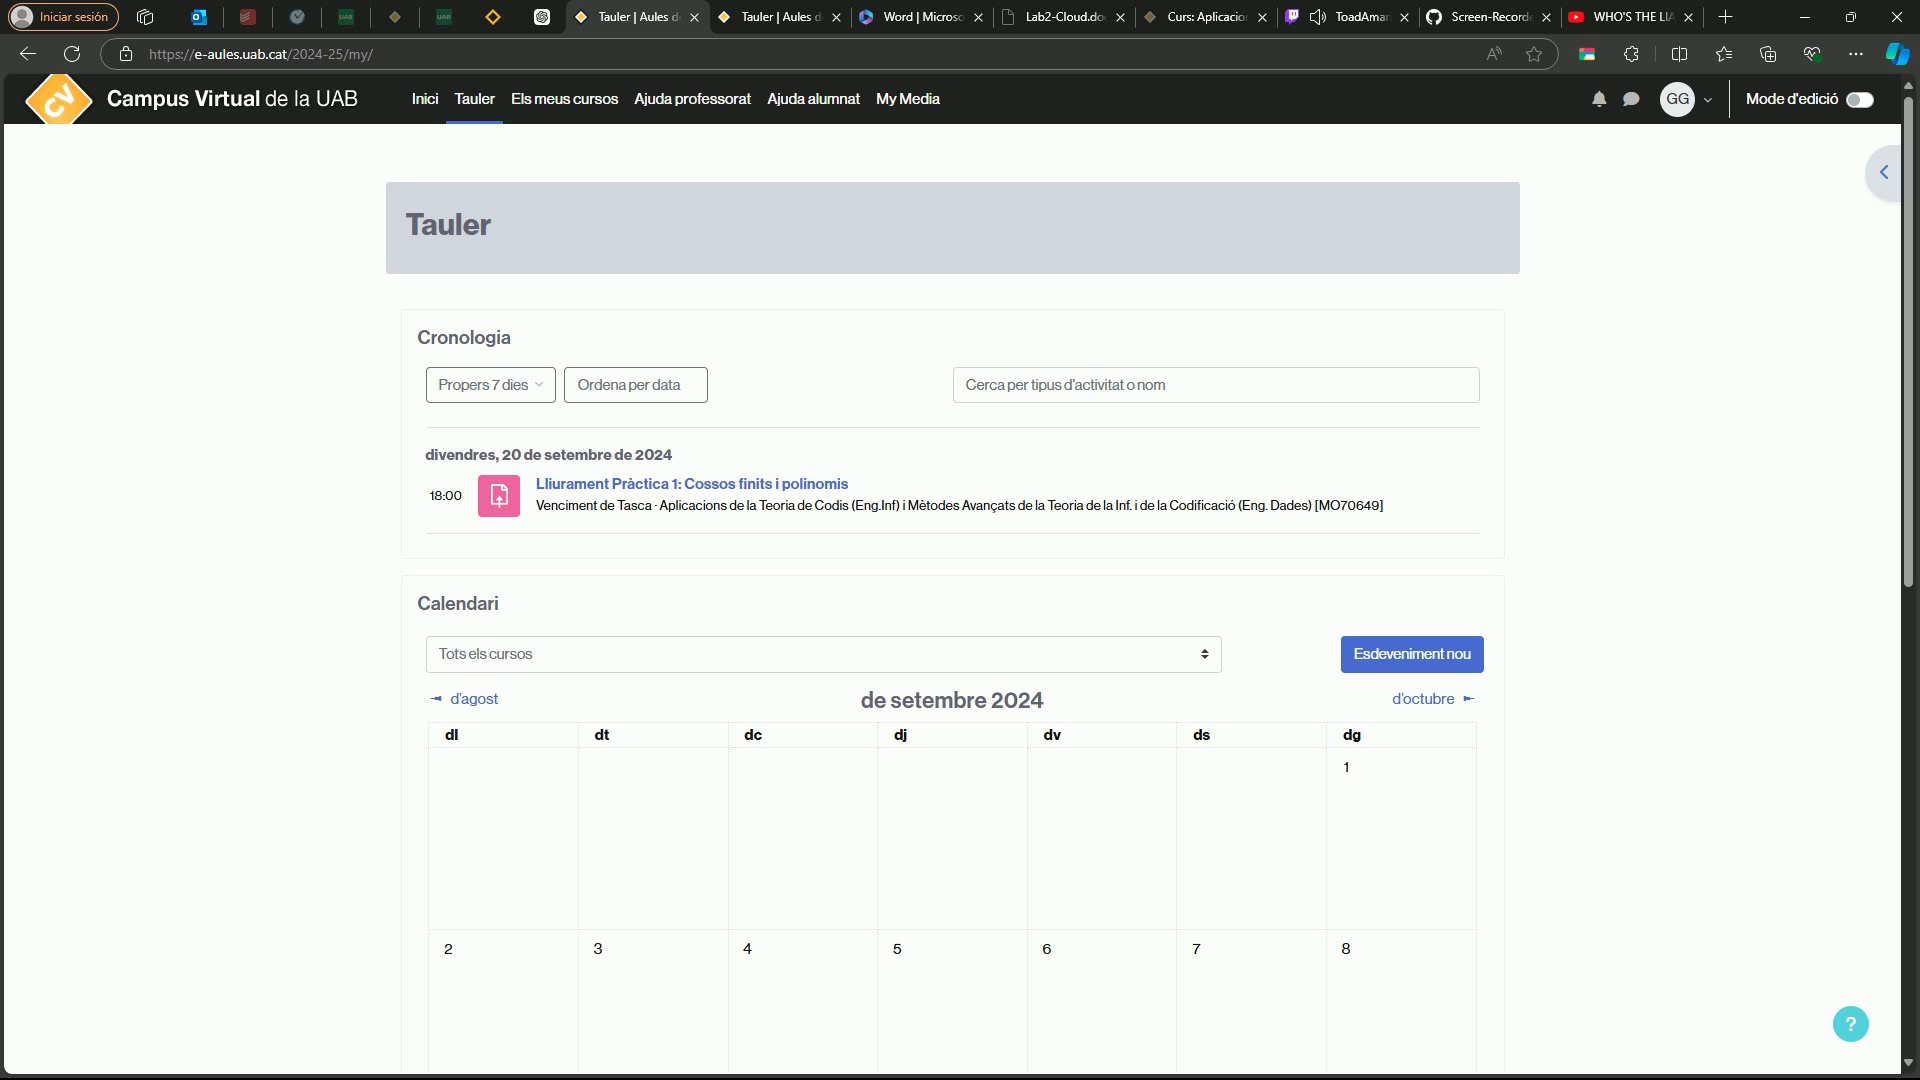 Iniciar sesión
Tauler | Aules d
Tauler | Aules d
Word | Microso
Lab2-Cloud.do
Curs: Aplicacior
ToadAmar
Screen-Record
WHO'S THE LIA
https://e-aules.uab.cat/2024-25/my/
CV
Campus Virtual de la UAB
Inici
Tauler
Els meus cursos
Ajuda professorat
Ajuda alumnat
My Media
GG
Mode d'edició
Tauler
Cronologia
Propers 7 dies
Ordena per data
Cerca per tipus d'activitat o nom
divendres, 20 de setembre de 2024
18:00
Lliurament Pràctica 1: Cossos finits i polinomis
Venciment de Tasca · Aplicacions de la Teoria de Codis (Eng.Inf) i Mètodes Avançats de la Teoria de la Inf. i de la Codificació (Eng. Dades) [MO70649]
Calendari
Tots els cursos
Esdeveniment nou
d'agost
de setembre 2024
d'octubre
dl dt dc dj dv ds dg
1
2 3 4 5 6 7 8
?